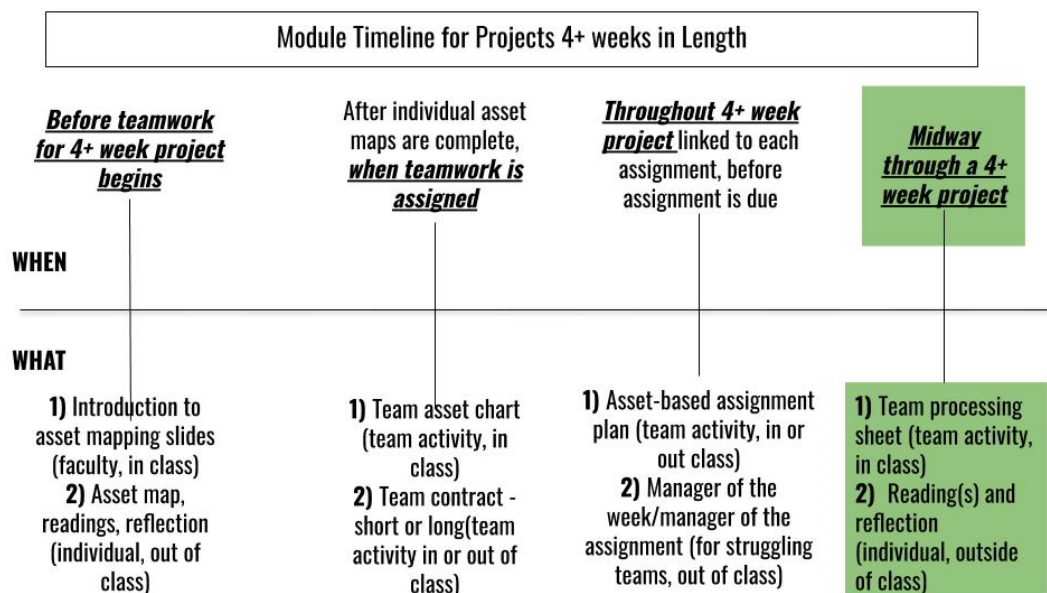 Module Timeline for Projects 4+ weeks in Length
Before teamwork
for 4+ week project
begins
After individual asset
maps are complete,
when teamwork is
assigned
Throughout 4+ week
project linked to each
assignment, before
assignment is due
Midway
through a 4+
week project
WHEN
WHAT
1) Introduction to
asset mapping slides
(faculty, in class)
2) Asset map,
readings, reflection
(individual, out of
class)
1) Team asset chart
(team activity, in
class)
2) Team contract -
short or long(team
activity in or out of
class)
1) Asset-based assignment
plan (team activity, in or
out class)
2) Manager of the
week/manager of the
assignment (for struggling
teams, out of class)
1) Team processing
sheet (team activity,
in class)
2) Reading(s) and
reflection
(individual, outside
of class)